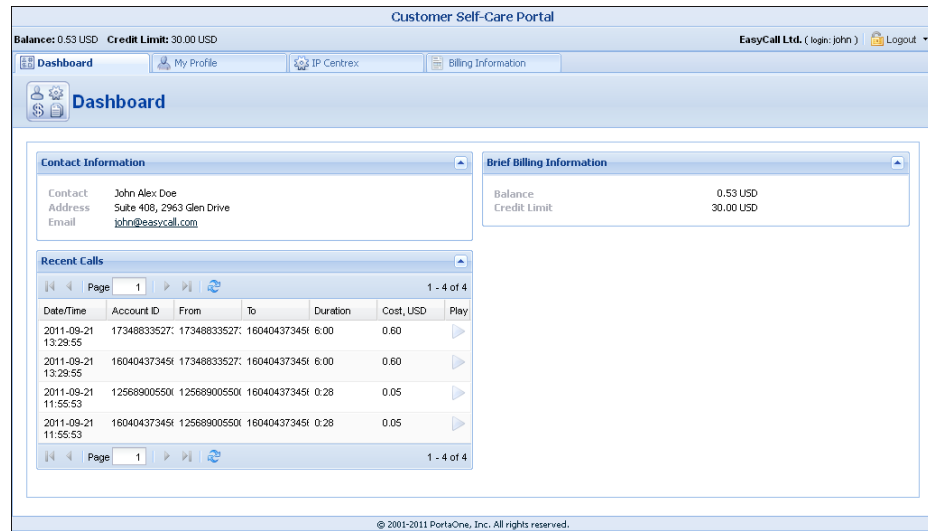 Customer Self-Care Portal
Balance: 0.53 USD Credit Limit: 30.00 USD EasyCall Ltd. ( login: john ) Logout
Dashboard My Profile IP Centrex Billing Information
Dashboard
Contact Information
Contact John Alex Doe
Address Suite 408, 2963 Glen Drive
Email john@easycall.com
Brief Billing Information
Balance 0.53 USD
Credit Limit 30.00 USD
Recent Calls
Page 1 1 - 4 of 4
Date/Time Account ID From To Duration Cost, USD Play
2011-09-21 6:00 0.60
13:29:55
2011-09-21 6:00 0.60
13:29:55
2011-09-21 0:28 0.05
11:55:53
2011-09-21 0:28 0.05
11:55:53
Page 1 1 - 4 of 4
© 2001-2011 PortaOne, Inc. All rights reserved.